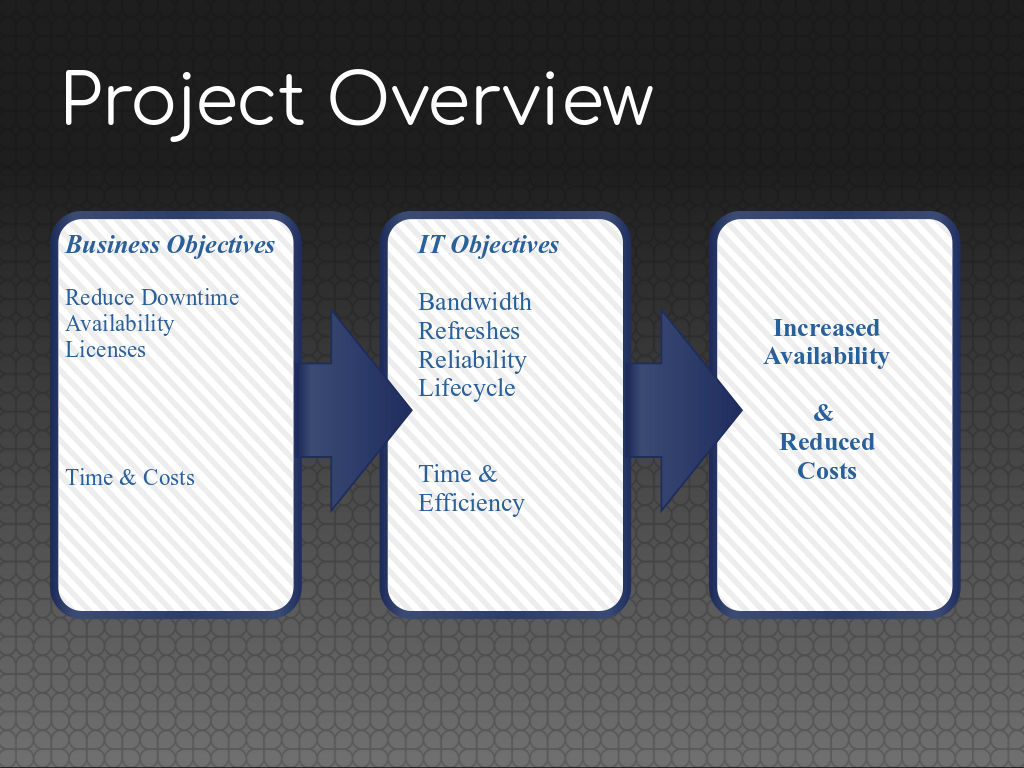 Project Overview
Business Objectives
Reduce Downtime
Availability
Licenses
Time & Costs
IT Objectives
Bandwidth
Refreshes
Reliability
Lifecycle
Time &
Efficiency
Increased
Availability
&
Reduced
Costs